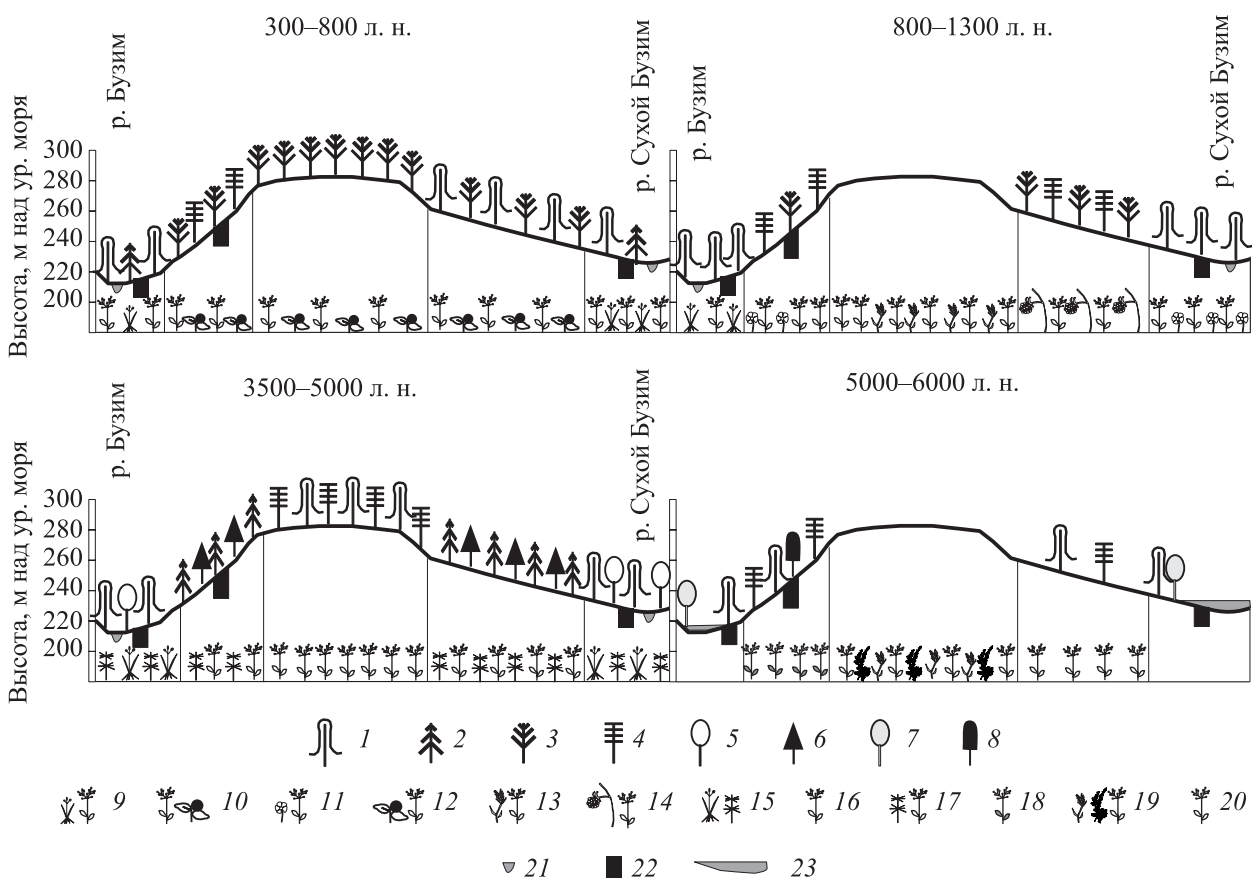 300–800 л. н.
800–1300 л. н.
р. Бузим
р. Сухой Бузим
р. Бузим
р. Сухой Бузим
Высота, м над ур. моря
300
280
260
240
220
200
300
280
260
240
220
200
3500–5000 л. н.
5000–6000 л. н.
р. Бузим
р. Сухой Бузим
Высота, м над ур. моря
1 2 3 4 5 6 7 8
9 10 11 12 13 14 15 16 17 18 19 20
21 22 23